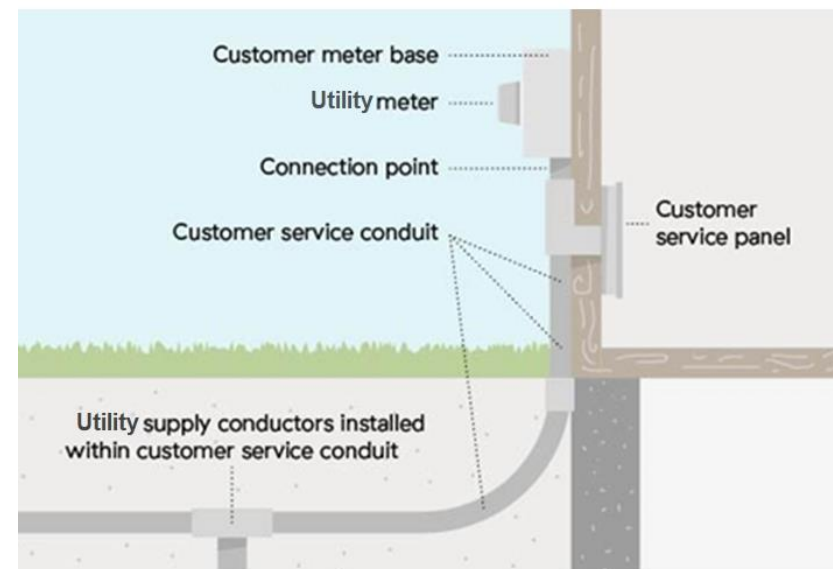 Customer meter base
Utility meter
Connection point
Customer service conduit
Customer
service panel
Utility supply conductors installed
within customer service conduit